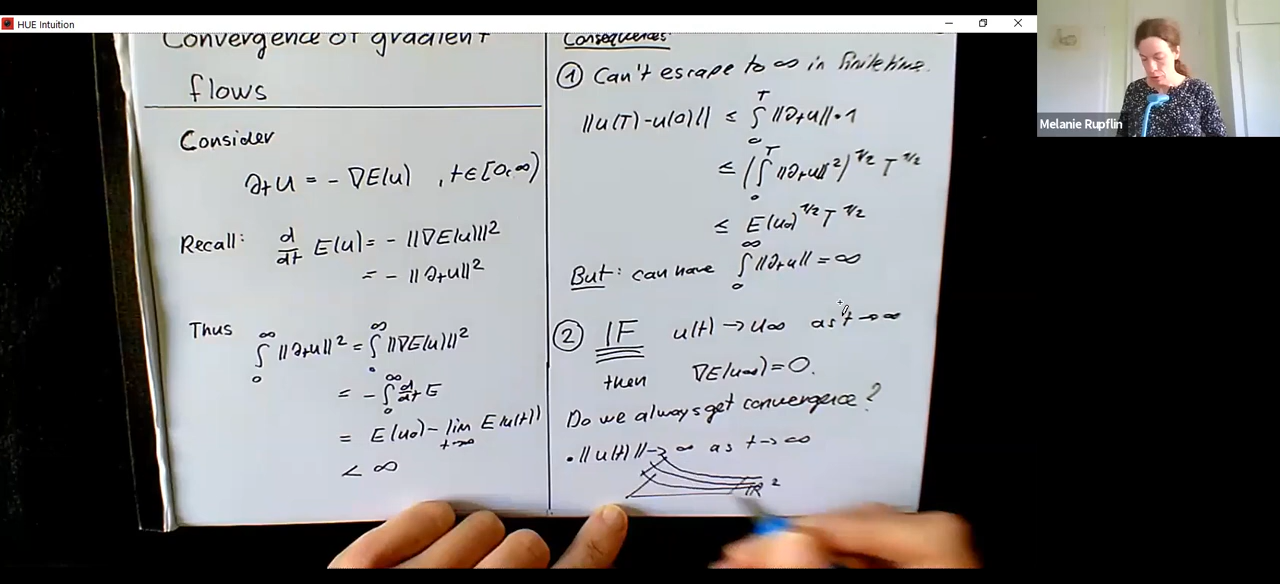 HUE Intuition
Melanie Rupflin
Convergence of gradient
flows
Consider
∂tu = - ∇E(u) , t∈[0,∞)
Recall: d/dt E(u) = - ||∇E(u)||²
= - ||∂tu||²
Thus
∫₀^∞ ||∂tu||² = ∫₀^∞ ||∇E(u)||²
= - ∫₀^∞ d/dt E
= E(u₀) - lim t→∞ E(u(t))
< ∞
Consequences:
① Can't escape to ∞ in finite time.
||u(T) - u(0)|| ≤ ∫₀^T ||∂tu|| · 1
≤ (∫₀^T ||∂tu||²)^1/2 T^1/2
≤ E(u₀)^1/2 T^1/2
But: can have ∫₀^∞ ||∂tu|| = ∞
② IF u(t) → u∞ as t→∞
then ∇E(u∞) = 0.
Do we always get convergence?
• ||u(t)|| → ∞ as t→∞
ℝ²